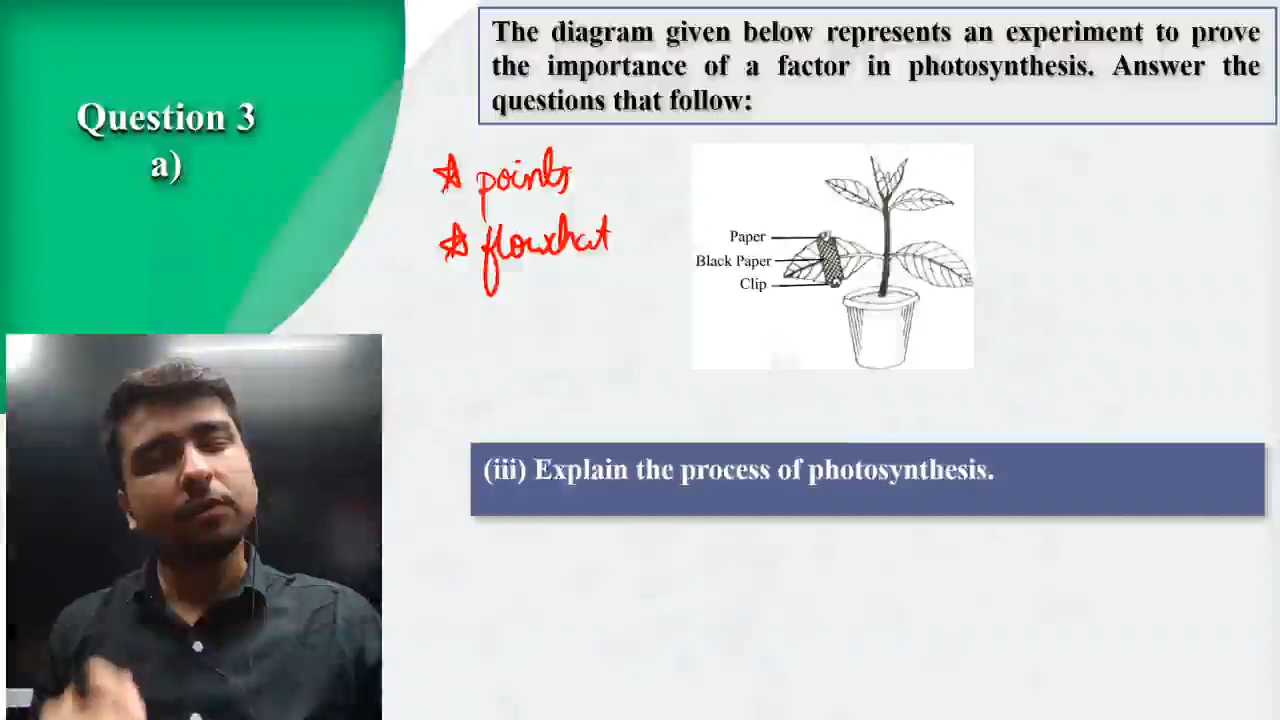 Question 3
a)
The diagram given below represents an experiment to prove
the importance of a factor in photosynthesis. Answer the
questions that follow:
☆ points
☆ flowchat
Paper
Black Paper
Clip
(iii) Explain the process of photosynthesis.